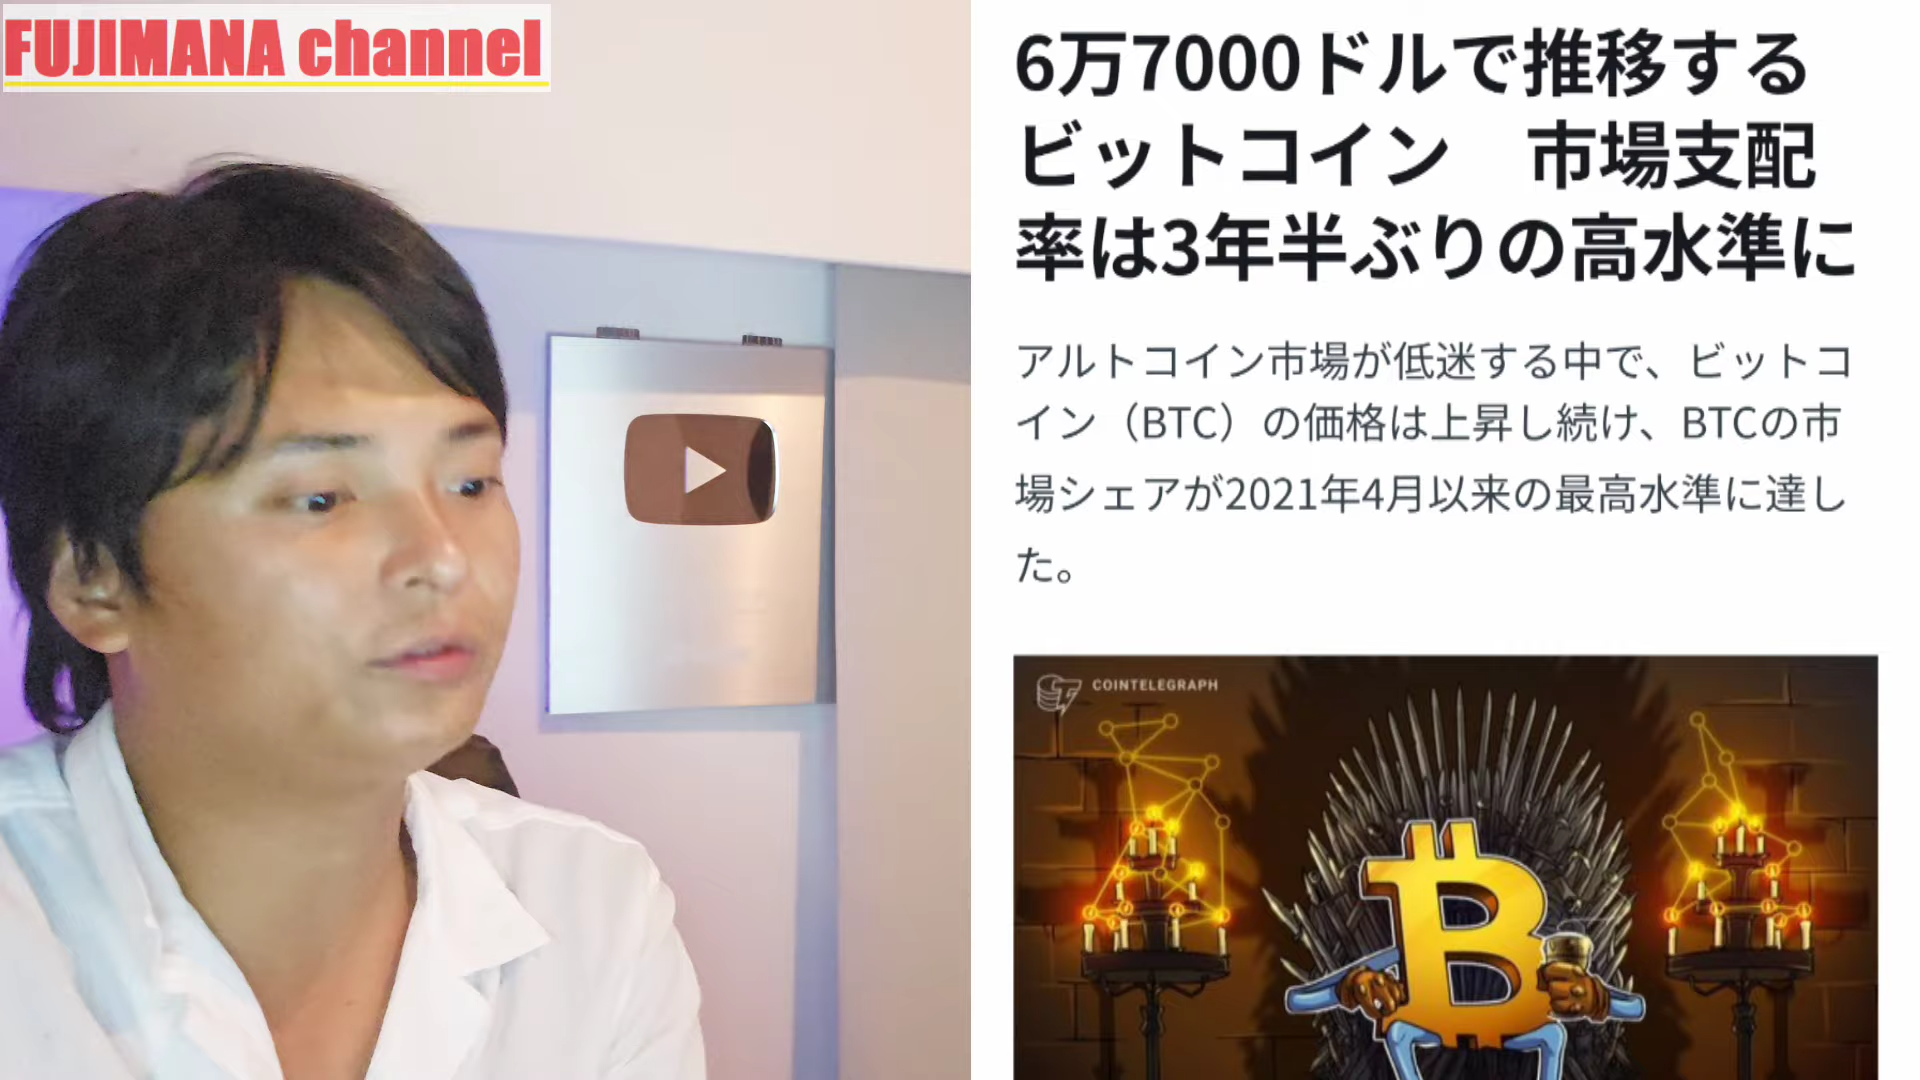 FUJIMANA channel
6万7000ドルで推移する
ビットコイン 市場支配
率は3年半ぶりの高水準に
アルトコイン市場が低迷する中で、ビットコ
イン（BTC）の価格は上昇し続け、BTCの市
場シェアが2021年4月以来の最高水準に達し
た。
COINTELEGRAPH